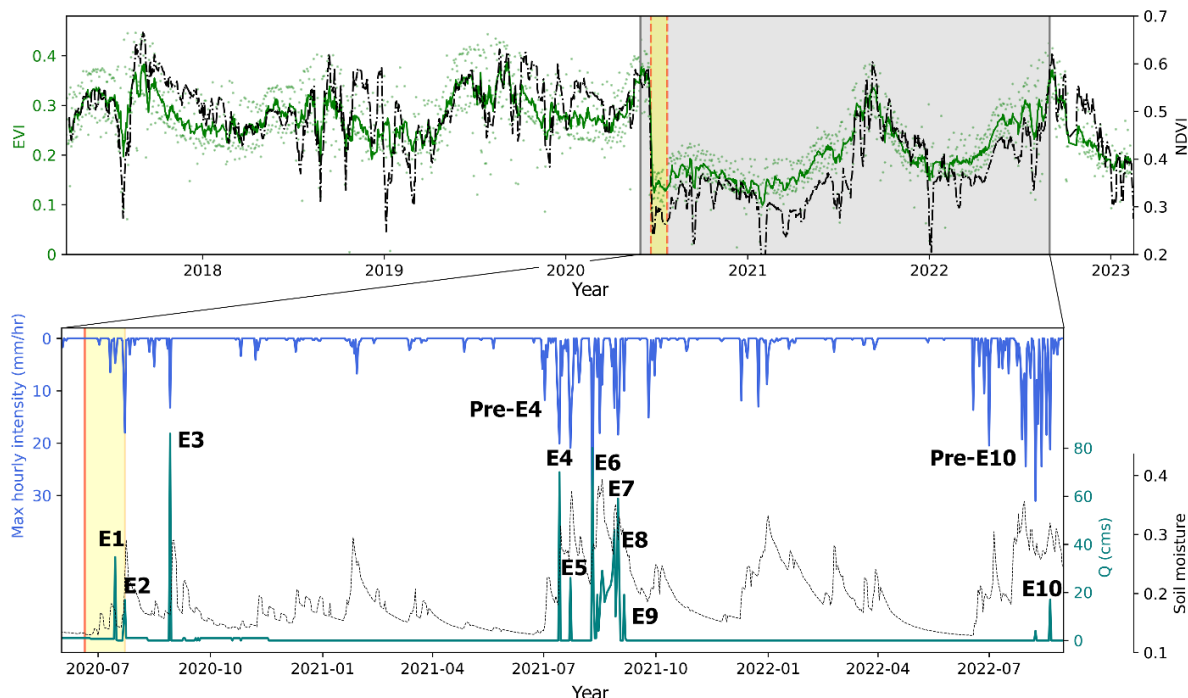 0.7
0.4
0.6
0.3
0.5
EVI
NDVI
0.2
0.4
0.1
0.3
0
0.2
2018
2019
2020
2021
2022
2023
Year
Max hourly intensity (mm/hr)
0
10
20
30
Pre-E4
Pre-E10
E1
E2
E3
E4
E5
E6
E7
E8
E9
E10
80
60
40
20
0
Q (cms)
0.4
0.3
0.2
0.1
Soil moisture
2020-07
2020-10
2021-01
2021-04
2021-07
2021-10
2022-01
2022-04
2022-07
Year